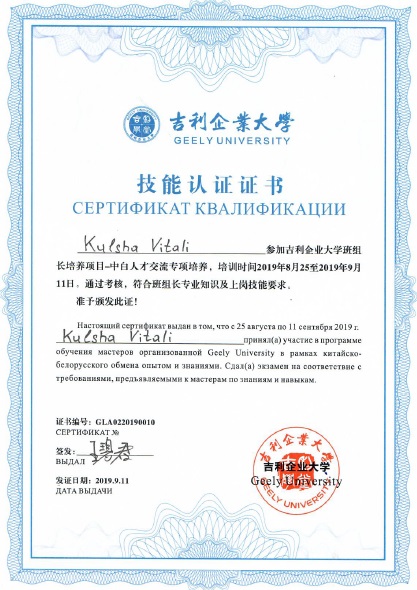 吉利企業大學
GEELY UNIVERSITY
技能认证证书
СЕРТИФИКАТ КВАЛИФИКАЦИИ
Kulsha Vitali 参加吉利企业大学班组
长培养项目-中白人才交流专项培养，培训时间2019年8月25至2019年9月
11日，通过考核，符合班组长专业知识及上岗技能要求。
准予颁发此证！
Настоящий сертификат выдан в том, что с 25 августа по 11 сентября 2019 г.
Kulsha Vitali принял(а) участие в программе
обучения мастеров организованной Geely University в рамках китайско-
белорусского обмена опытом и знаниями. Сдал(а) экзамен на соответствие с
требованиями, предъявляемыми к мастерам по знаниям и навыкам.
证书编号：GLA0220190010
СЕРТИФИКАТ №
签发：
ВЫДАЛ
发证日期：2019.9.11
ДАТА ВЫДАЧИ
吉利企業大學
吉利企业大学
Geely University
GEELY UNIVERSITY